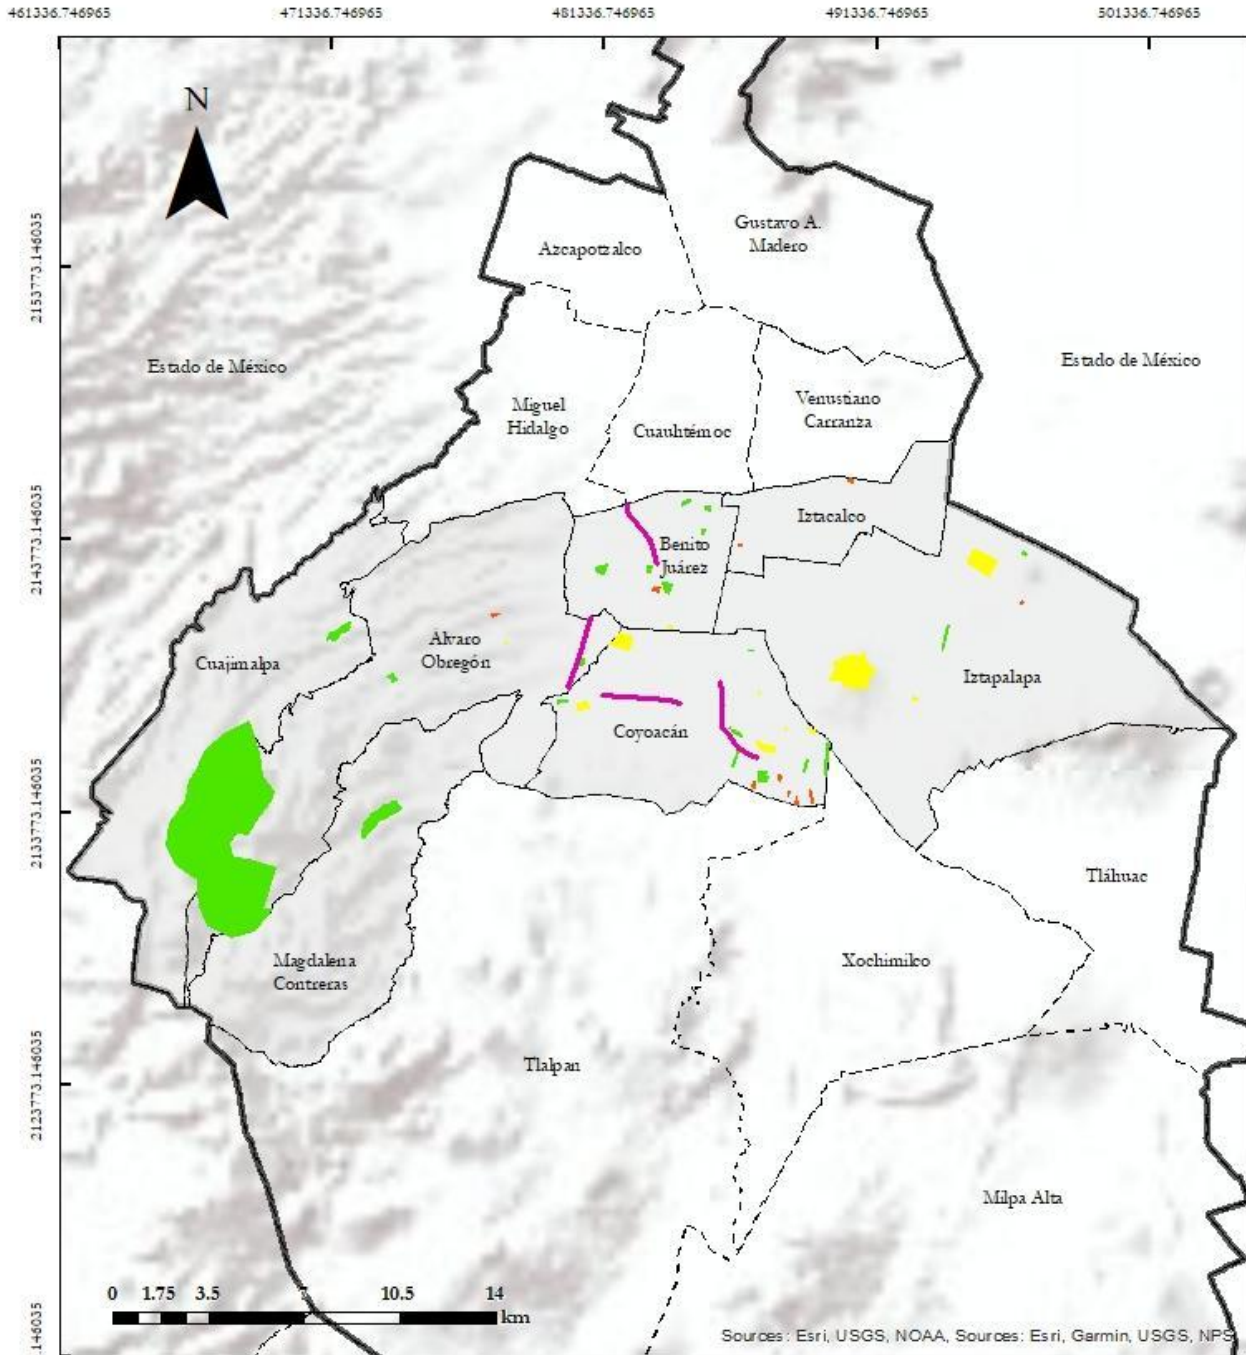 461336.746965 471336.746965 481336.746965 491336.746965 501336.746965
N
2153773.146035
Gustavo A.
Madero
Azcapotzalco
Estado de México
Estado de México
Miguel
Hidalgo
Venustiano
Carranza
Cuauhtémoc
2143773.146035
Iztacalco
Benito
Juárez
Alvaro
Obregón
Cuajimalpa
Iztapalapa
Coyoacán
2133773.146035
Tláhuac
Magdalena
Contreras
Xochimilco
2123773.146035
Tlalpan
Milpa Alta
0 1.75 3.5 7 10.5 14
km
.146035
Sources: Esri, USGS, NOAA, Sources: Esri, Garmin, USGS, NPS